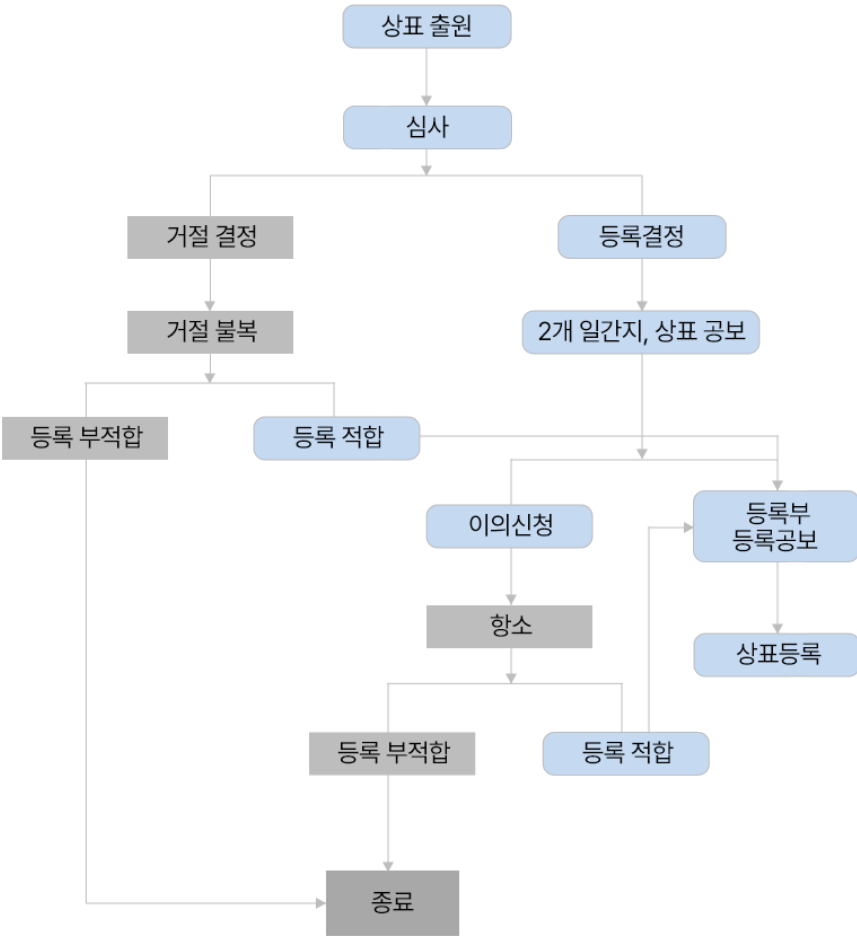 상표 출원
심사
거절 결정
등록결정
거절 불복
2개 일간지, 상표 공보
등록 부적합
등록 적합
이의신청
등록부
등록공보
항소
상표등록
등록 부적합
등록 적합
종료